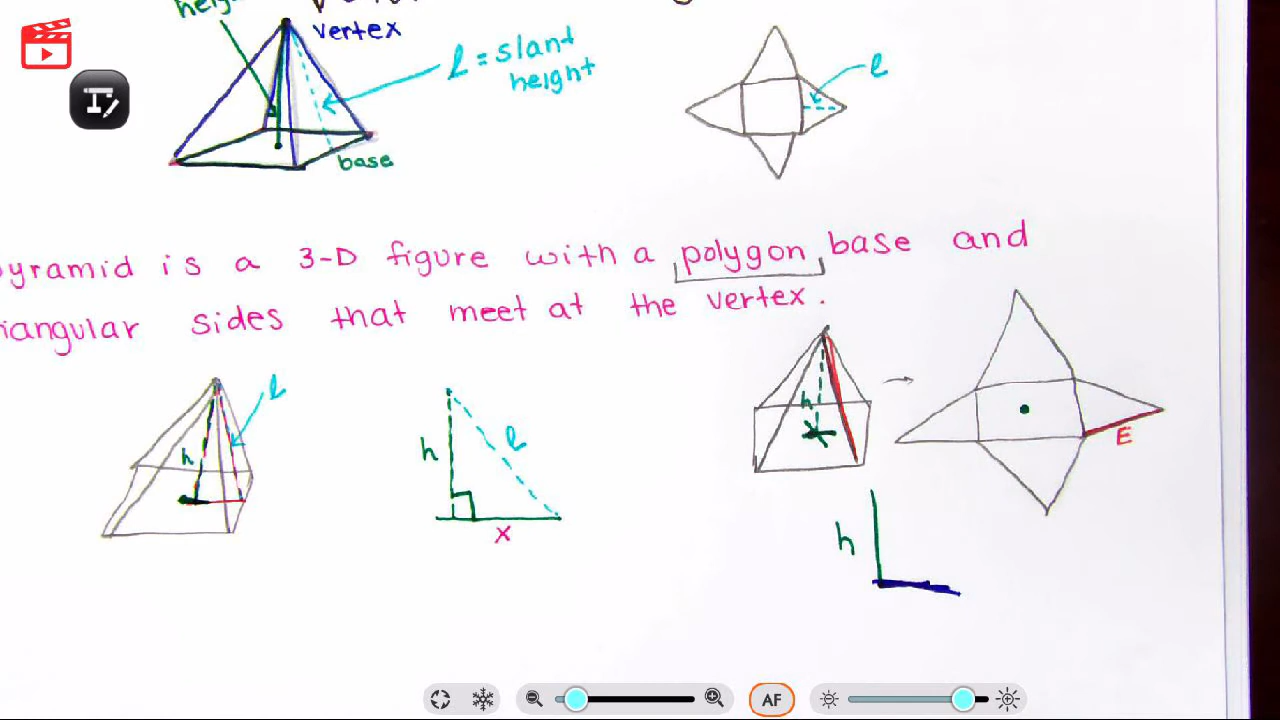 vertex
l = slant
height
base
l
pyramid is a 3-D figure with a polygon base and
iangular sides that meet at the vertex.
l
h
h
l
x
h
E
h
AF